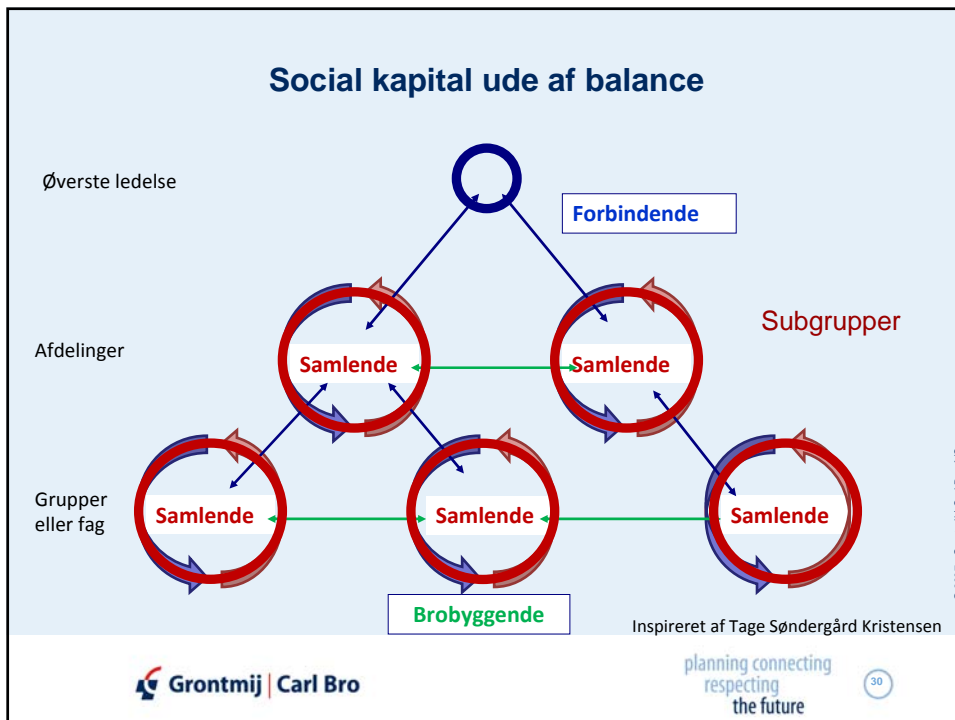 Social kapital ude af balance
Øverste ledelse
Forbindende
Subgrupper
Afdelinger
Samlende
Samlende
Grupper
eller fag
Samlende
Samlende
Samlende
Brobyggende
Inspireret af Tage Søndergård Kristensen
Grontmij | Carl Bro
planning connecting
respecting
the future
30